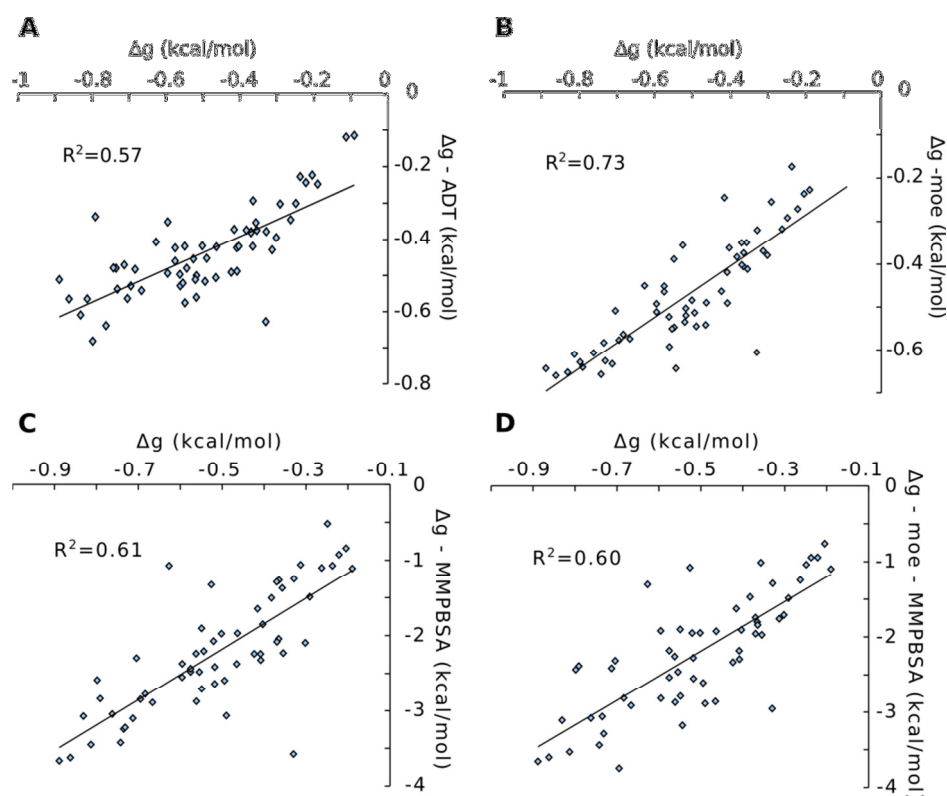 A
Δg (kcal/mol)
-1 -0.8 -0.6 -0.4 -0.2 0
0
-0.2
-0.4
-0.6
-0.8
Δg - ADT (kcal/mol)
R²=0.57
B
Δg (kcal/mol)
-1 -0.8 -0.6 -0.4 -0.2 0
0
-0.2
-0.4
-0.6
Δg -moe (kcal/mol)
R²=0.73
C
Δg (kcal/mol)
-0.9 -0.7 -0.5 -0.3 -0.1
0
-1
-2
-3
-4
Δg - MMPBSA (kcal/mol)
R²=0.61
D
Δg (kcal/mol)
-0.9 -0.7 -0.5 -0.3 -0.1
0
-1
-2
-3
-4
Δg - moe - MMPBSA (kcal/mol)
R²=0.60